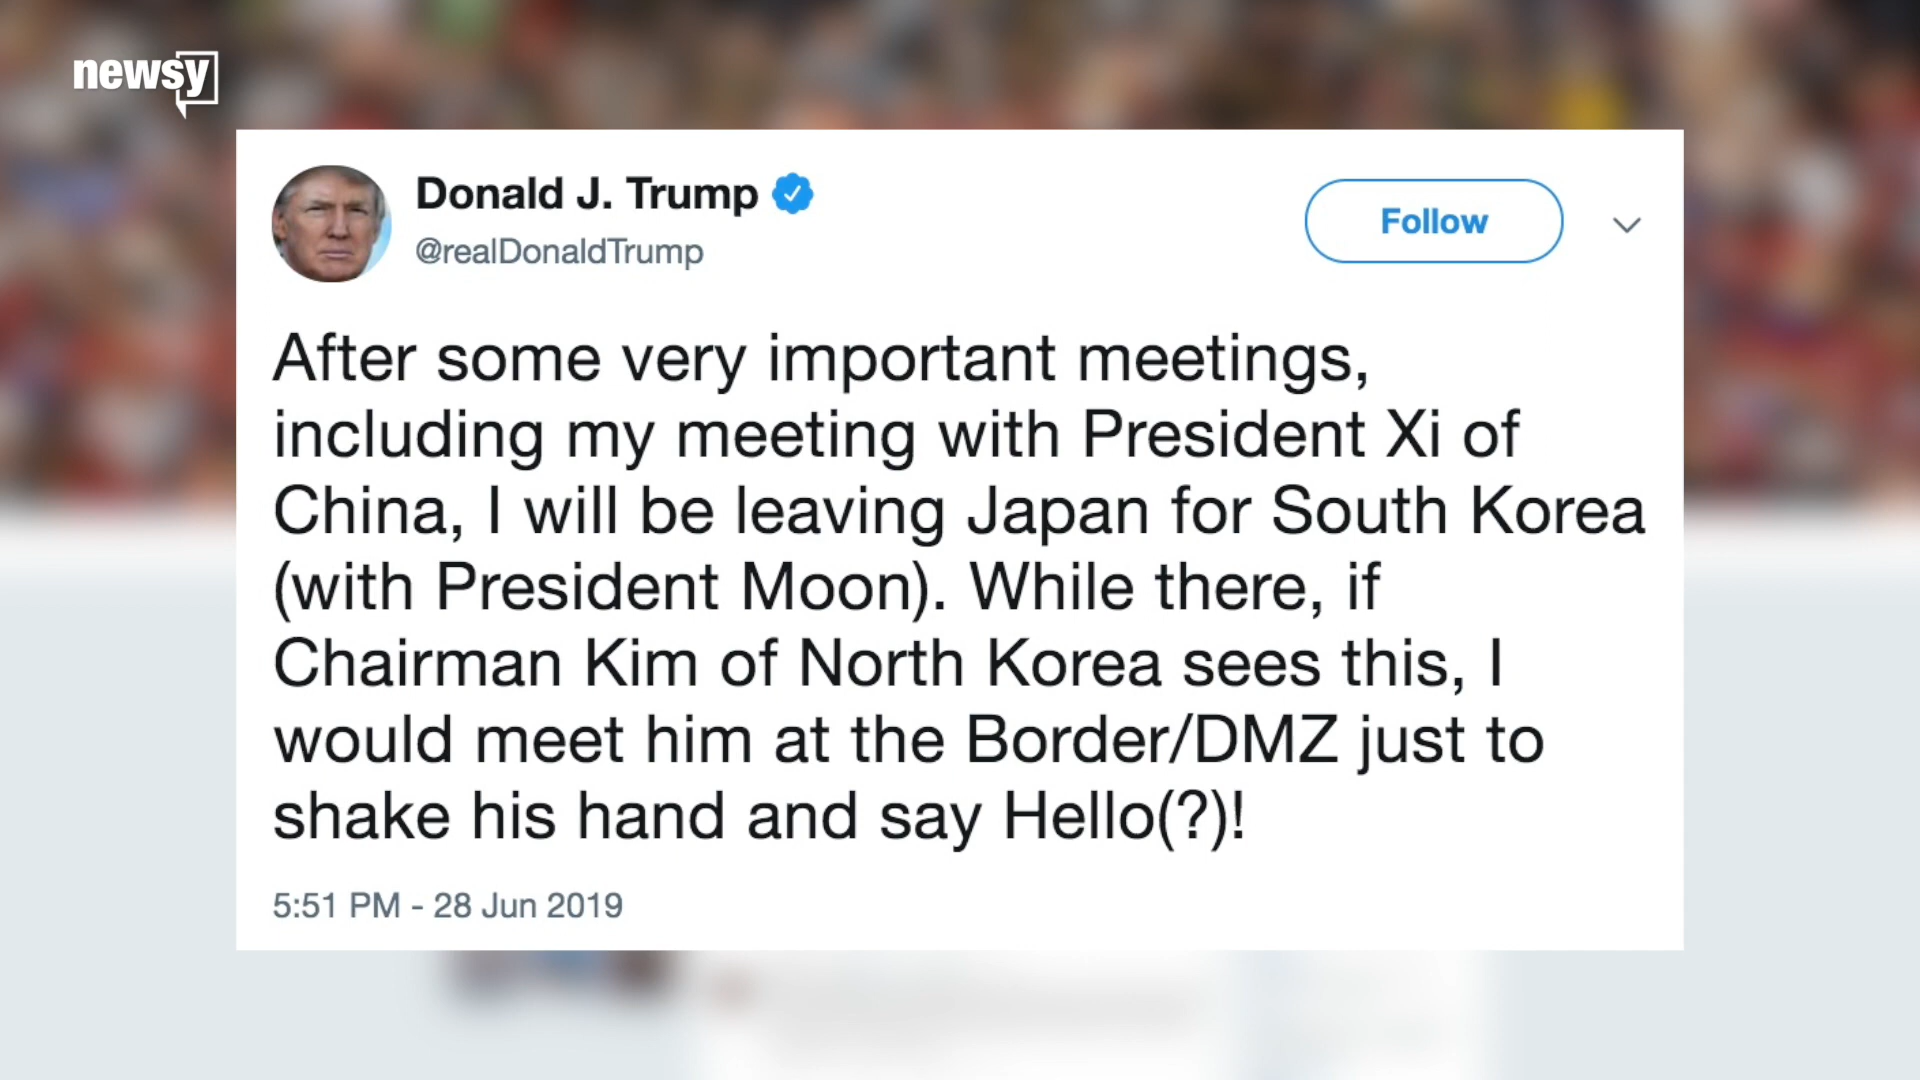 newsy
Donald J. Trump
@realDonaldTrump
Follow
After some very important meetings,
including my meeting with President Xi of
China, I will be leaving Japan for South Korea
(with President Moon). While there, if
Chairman Kim of North Korea sees this, I
would meet him at the Border/DMZ just to
shake his hand and say Hello(?)!
5:51 PM - 28 Jun 2019